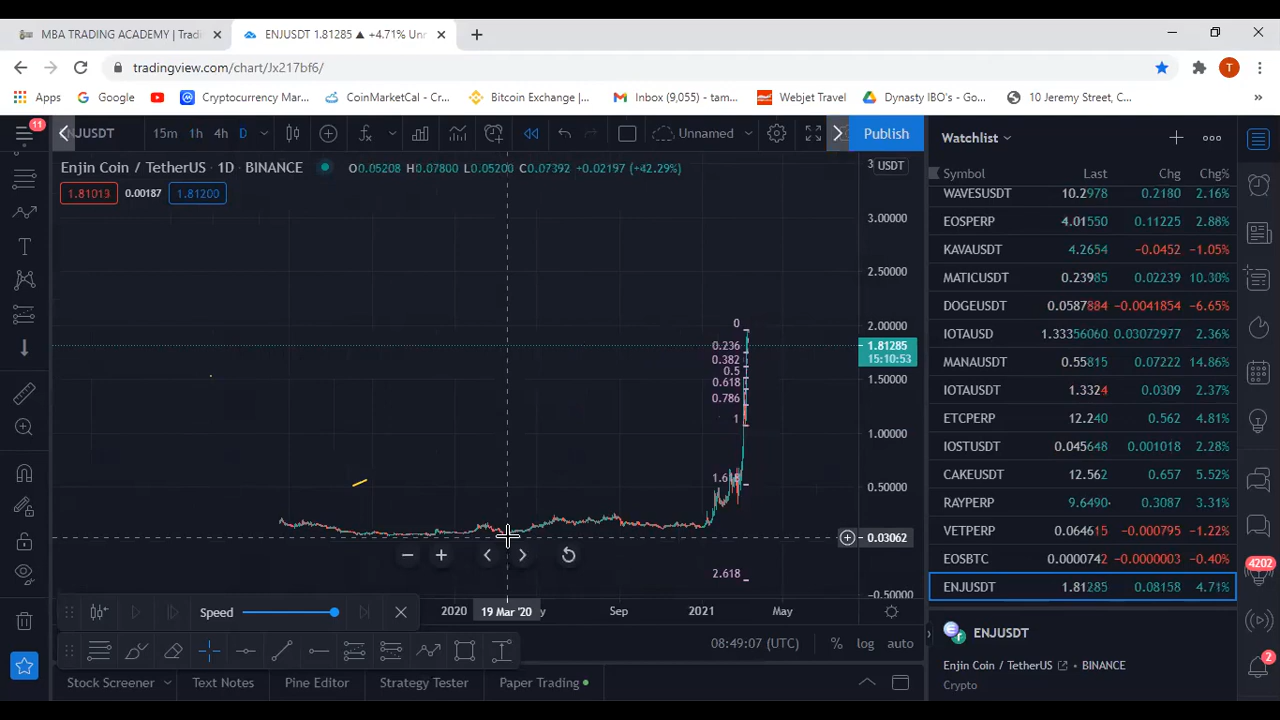 MBA TRADING ACADEMY | Tradi
ENJUSDT 1.81285 ▲ +4.71% Unr
tradingview.com/chart/Jx217bf6/
T
Apps
Google
Cryptocurrency Mar...
CoinMarketCal - Cr...
Bitcoin Exchange |...
Inbox (9,055) - tam...
Webjet Travel
Dynasty IBO's - Go...
10 Jeremy Street, C...
»
11
NJUSDT
15m 1h 4h D
Unnamed
Publish
Watchlist
Enjin Coin / TetherUS · 1D · BINANCE
O0.05208 H0.07800 L0.05200 C0.07392 +0.02197 (+42.29%)
1.81013 0.00187 1.81200
USDT
3.00000
2.50000
2.00000
1.81285
15:10:53
1.50000
1.00000
0.50000
0.03062
−0.50000
0
0.236
0.382
0.5
0.618
0.786
1
2.618
Speed
2020
19 Mar '20
Sep
2021
May
08:49:07 (UTC)
% log auto
Stock Screener
Text Notes
Pine Editor
Strategy Tester
Paper Trading
Symbol Last Chg Chg%
WAVESUSDT 10.2978 0.2180 2.16%
EOSPERP 4.01550 0.11225 2.88%
KAVAUSDT 4.2654 −0.0452 −1.05%
MATICUSDT 0.23985 0.02239 10.30%
DOGEUSDT 0.0587884 −0.0041854 −6.65%
IOTAUSD 1.33356060 0.03072977 2.36%
MANAUSDT 0.55815 0.07222 14.86%
IOTAUSDT 1.3324 0.0309 2.37%
ETCPERP 12.240 0.562 4.81%
IOSTUSDT 0.045648 0.001018 2.28%
CAKEUSDT 12.562 0.657 5.52%
RAYPERP 9.6490 0.3087 3.31%
VETPERP 0.064615 −0.000795 −1.22%
EOSBTC 0.0000742 −0.0000003 −0.40%
ENJUSDT 1.81285 0.08158 4.71%
ENJUSDT
Enjin Coin / TetherUS • BINANCE
Crypto
4202
2